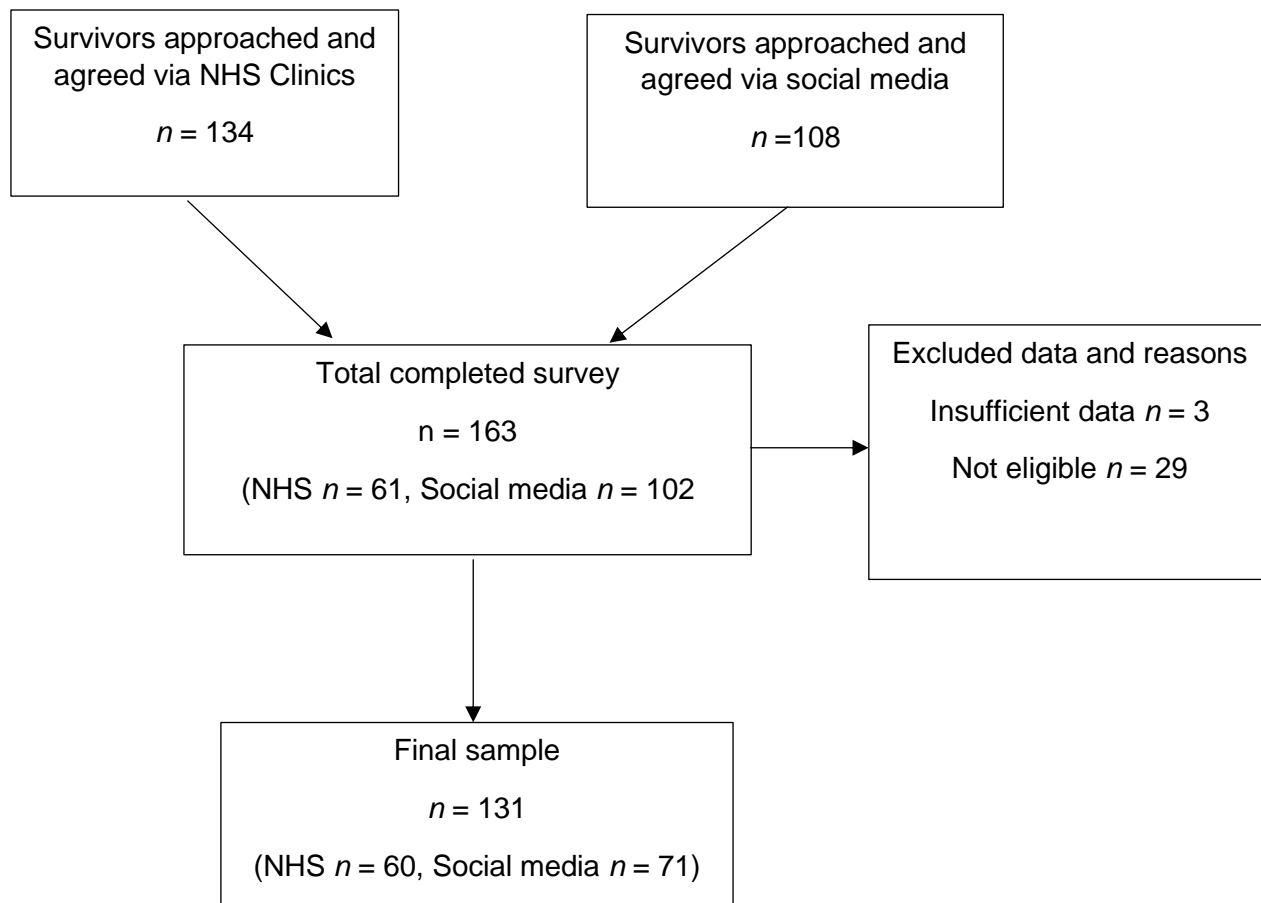 Survivors approached and
agreed via NHS Clinics
n = 134
Survivors approached and
agreed via social media
n =108
Total completed survey
n = 163
(NHS n = 61, Social media n = 102
Excluded data and reasons
Insufficient data n = 3
Not eligible n = 29
Final sample
n = 131
(NHS n = 60, Social media n = 71)